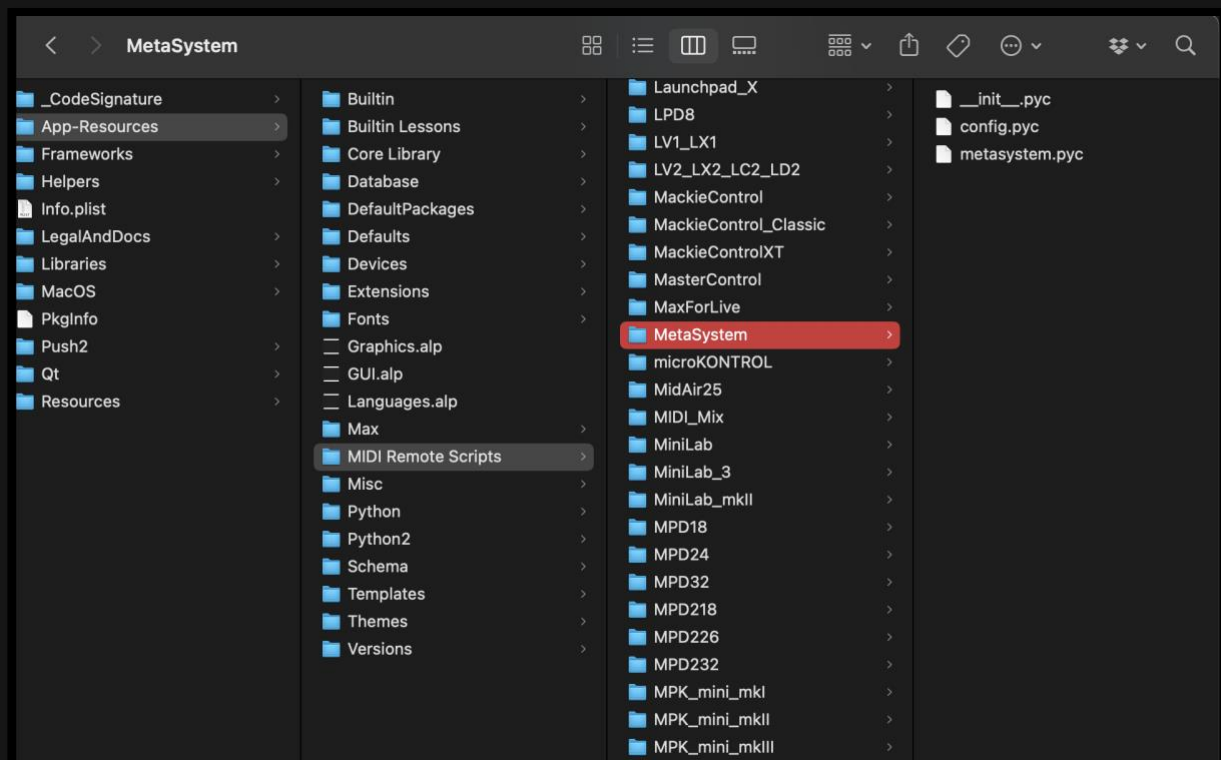 MetaSystem
_CodeSignature
App-Resources
Frameworks
Helpers
Info.plist
LegalAndDocs
Libraries
MacOS
PkgInfo
Push2
Qt
Resources
Builtin
Builtin Lessons
Core Library
Database
DefaultPackages
Defaults
Devices
Extensions
Fonts
Graphics.alp
GUI.alp
Languages.alp
Max
MIDI Remote Scripts
Misc
Python
Python2
Schema
Templates
Themes
Versions
Launchpad_X
LPD8
LV1_LX1
LV2_LX2_LC2_LD2
MackieControl
MackieControl_Classic
MackieControlXT
MasterControl
MaxForLive
MetaSystem
microKONTROL
MidAir25
MIDI_Mix
MiniLab
MiniLab_3
MiniLab_mkII
MPD18
MPD24
MPD32
MPD218
MPD226
MPD232
MPK_mini_mkI
MPK_mini_mkII
MPK_mini_mkIII
__init__.pyc
config.pyc
metasystem.pyc